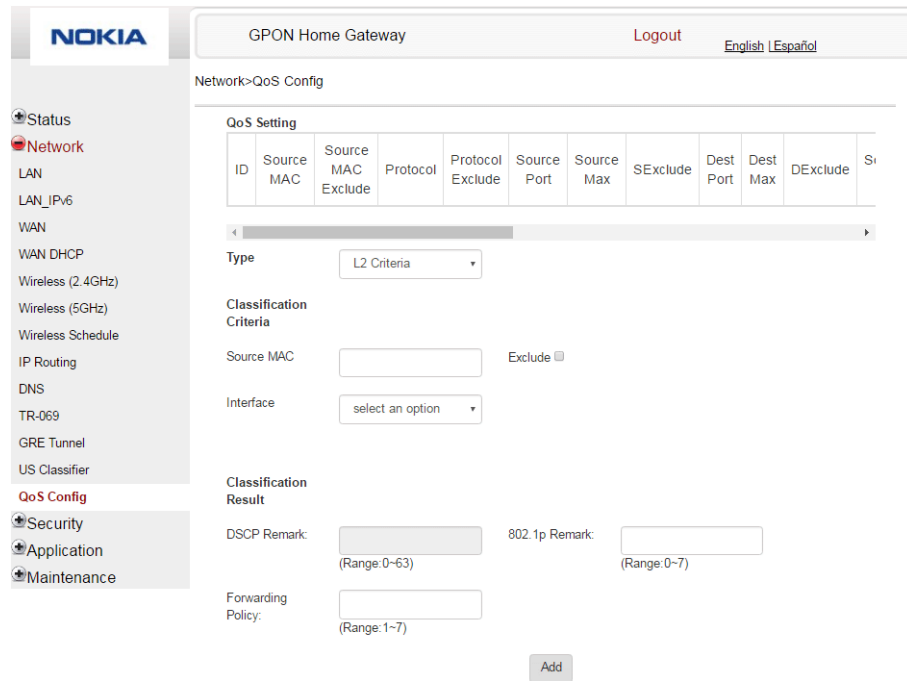 NOKIA
GPON Home Gateway
Logout
English | Español
Network>QoS Config
Status
Network
LAN
LAN_IPv6
WAN
WAN DHCP
Wireless (2.4GHz)
Wireless (5GHz)
Wireless Schedule
IP Routing
DNS
TR-069
GRE Tunnel
US Classifier
QoS Config
Security
Application
Maintenance
QoS Setting
ID
Source MAC
Source MAC Exclude
Protocol
Protocol Exclude
Source Port
Source Max
SExclude
Dest Port
Dest Max
DExclude
Type
L2 Criteria
Classification
Criteria
Source MAC
Exclude
Interface
select an option
Classification
Result
DSCP Remark:
(Range:0~63)
802.1p Remark:
(Range:0~7)
Forwarding
Policy:
(Range:1~7)
Add